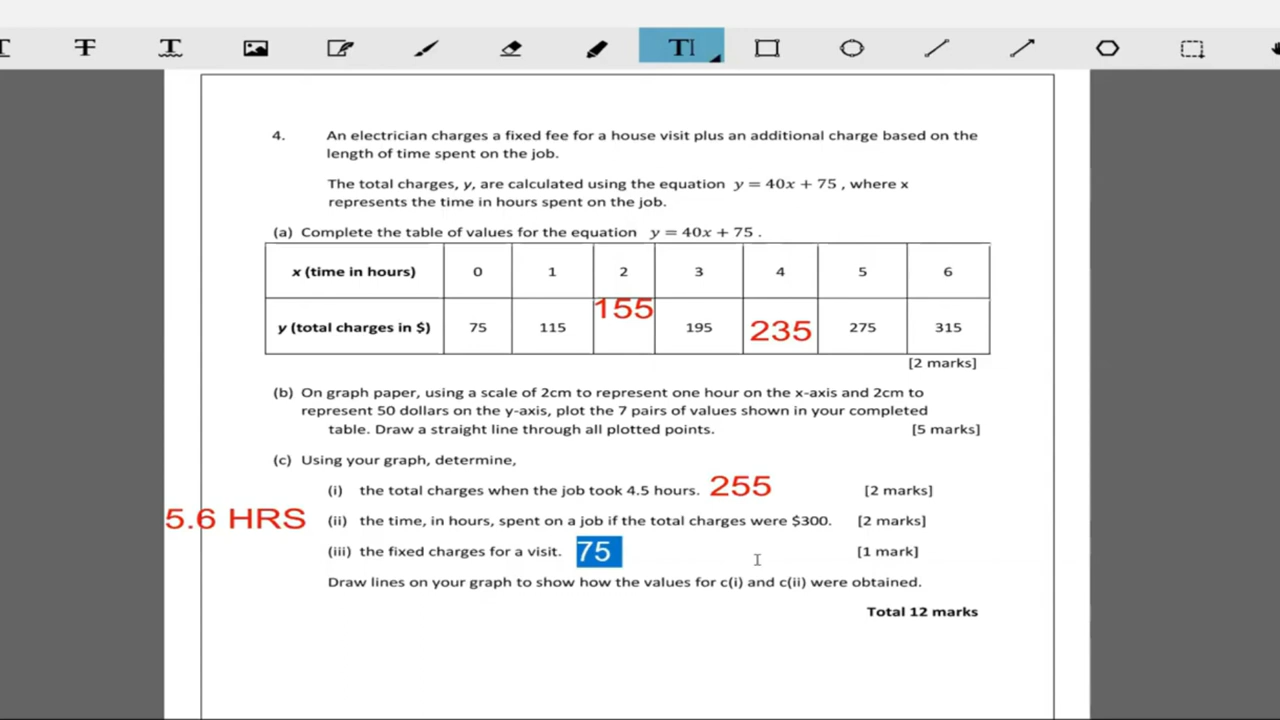 4. An electrician charges a fixed fee for a house visit plus an additional charge based on the
length of time spent on the job.
The total charges, y, are calculated using the equation y = 40x + 75 , where x
represents the time in hours spent on the job.
(a) Complete the table of values for the equation y = 40x + 75 .
x (time in hours) 0 1 2 3 4 5 6
y (total charges in $) 75 115 155 195 235 275 315
[2 marks]
(b) On graph paper, using a scale of 2cm to represent one hour on the x-axis and 2cm to
represent 50 dollars on the y-axis, plot the 7 pairs of values shown in your completed
table. Draw a straight line through all plotted points. [5 marks]
(c) Using your graph, determine,
(i) the total charges when the job took 4.5 hours. 255 [2 marks]
5.6 HRS (ii) the time, in hours, spent on a job if the total charges were $300. [2 marks]
(iii) the fixed charges for a visit. 75 [1 mark]
Draw lines on your graph to show how the values for c(i) and c(ii) were obtained.
Total 12 marks